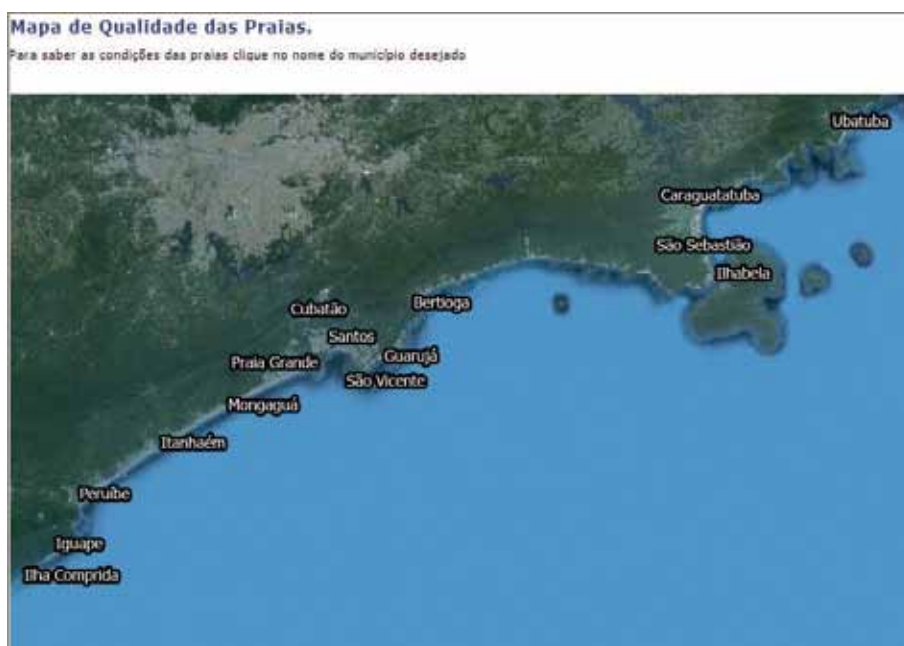 Mapa de Qualidade das Praias.
Para saber as condições das praias clique no nome do município desejado
Ubatuba
Caraguatatuba
São Sebastião
Ilhabela
Bertioga
Cubatão
Santos
Guarujá
Praia Grande
São Vicente
Mongaguá
Itanhaém
Peruíbe
Iguape
Ilha Comprida